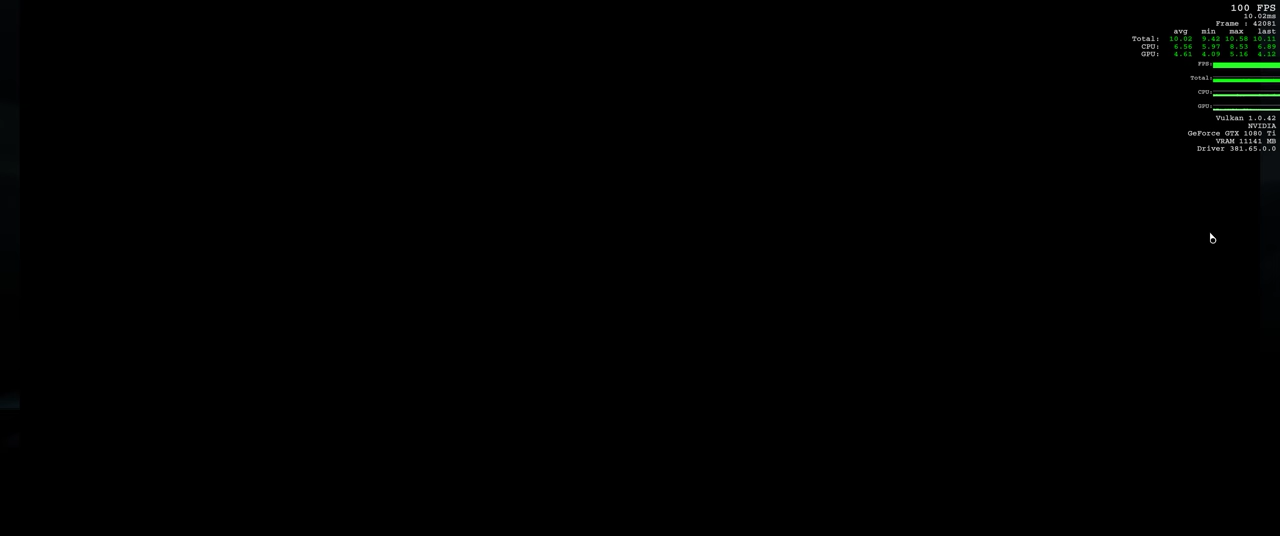 100 FPS
10.02ms
Frame : 42081
avg min max last
Total: 10.02 9.42 10.58 10.11
CPU: 6.56 5.97 8.53 6.89
GPU: 4.61 4.09 5.16 4.12
FPS:
Total:
CPU:
GPU:
Vulkan 1.0.42
NVIDIA
GeForce GTX 1080 Ti
VRAM 11141 MB
Driver 381.65.0.0